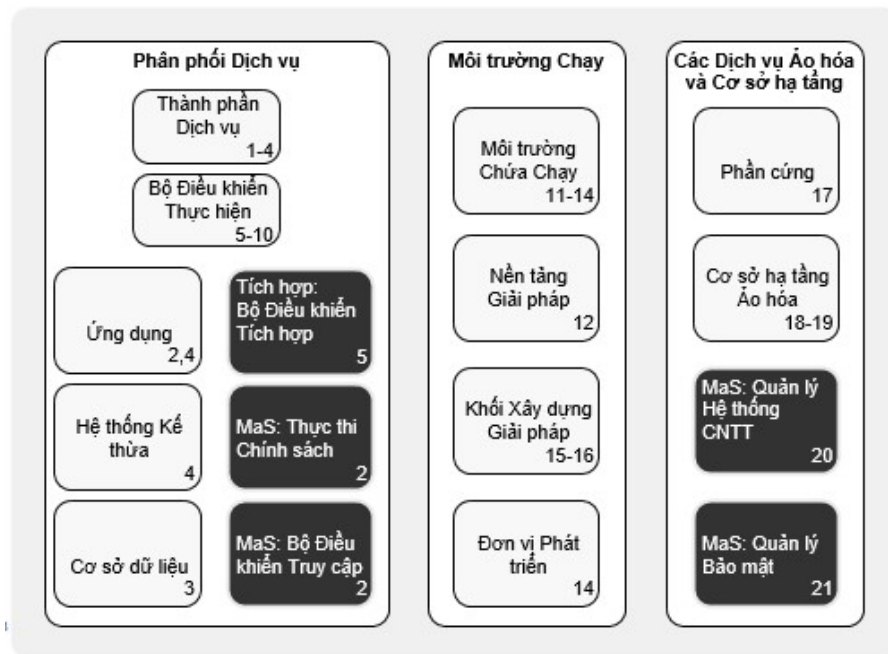 Phân phối Dịch vụ
Thành phần
Dịch vụ
1-4
Bộ Điều khiển
Thực hiện
5-10
Ứng dụng
2,4
Tích hợp:
Bộ Điều khiển
Tích hợp
5
Hệ thống Kế
thừa
4
MaS: Thực thi
Chính sách
2
Cơ sở dữ liệu
3
MaS: Bộ Điều
khiển Truy cập
2
Môi trường Chạy
Môi trường
Chứa Chạy
11-14
Nền tảng
Giải pháp
12
Khối Xây dựng
Giải pháp
15-16
Đơn vị Phát
triển
14
Các Dịch vụ Ảo hóa
và Cơ sở hạ tầng
Phần cứng
17
Cơ sở hạ tầng
Ảo hóa
18-19
MaS: Quản lý
Hệ thống
CNTT
20
MaS: Quản lý
Bảo mật
21